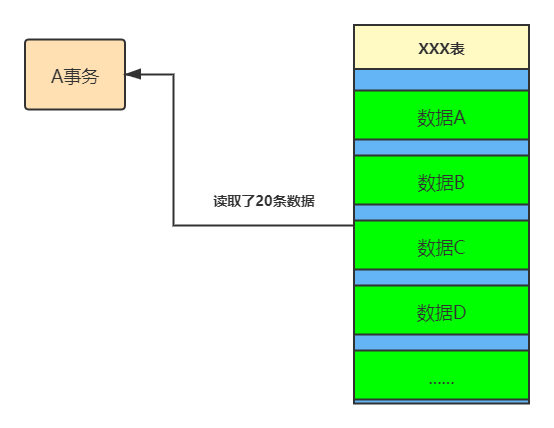 XXX表
A事务
数据A
数据B
读取了20条数据
数据C
数据D
......